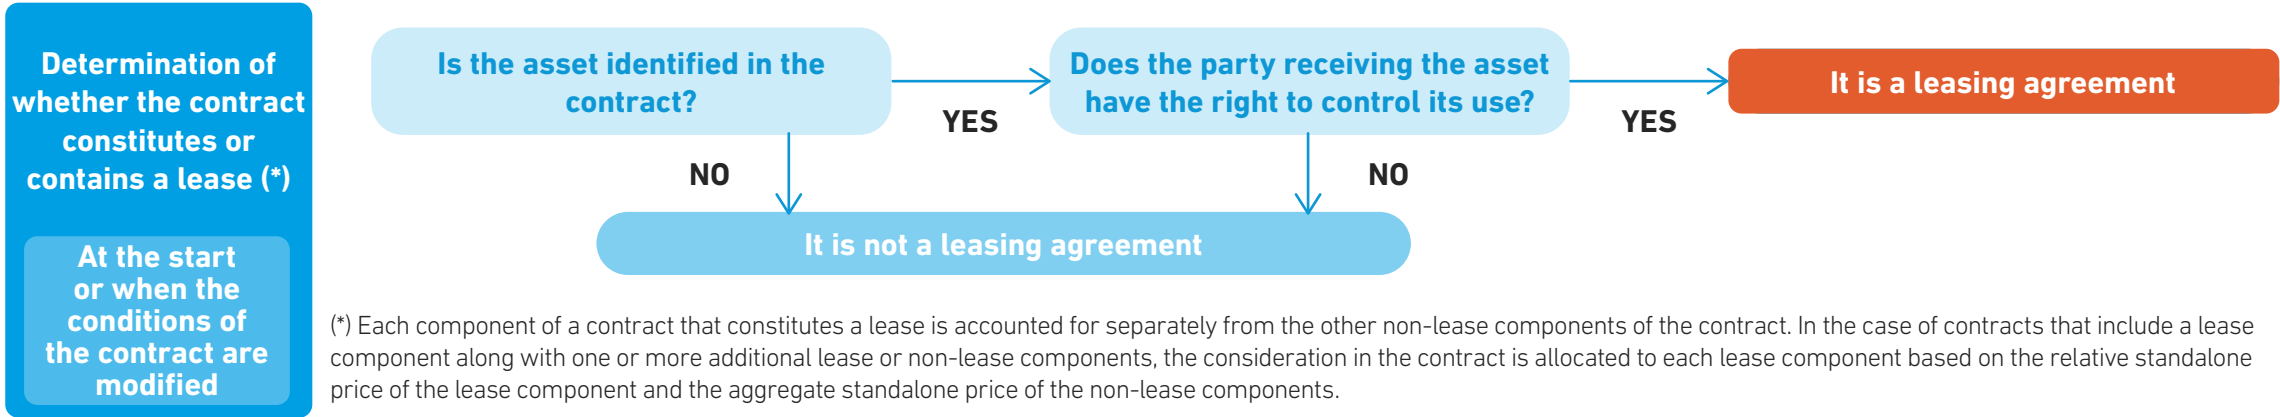 Determination of
whether the contract
constitutes or
contains a lease (*)
At the start
or when the
conditions of
the contract are
modified
Is the asset identified in the
contract?
YES
NO
Does the party receiving the asset
have the right to control its use?
YES
NO
It is a leasing agreement
It is not a leasing agreement
(*) Each component of a contract that constitutes a lease is accounted for separately from the other non-lease components of the contract. In the case of contracts that include a lease
component along with one or more additional lease or non-lease components, the consideration in the contract is allocated to each lease component based on the relative standalone
price of the lease component and the aggregate standalone price of the non-lease components.